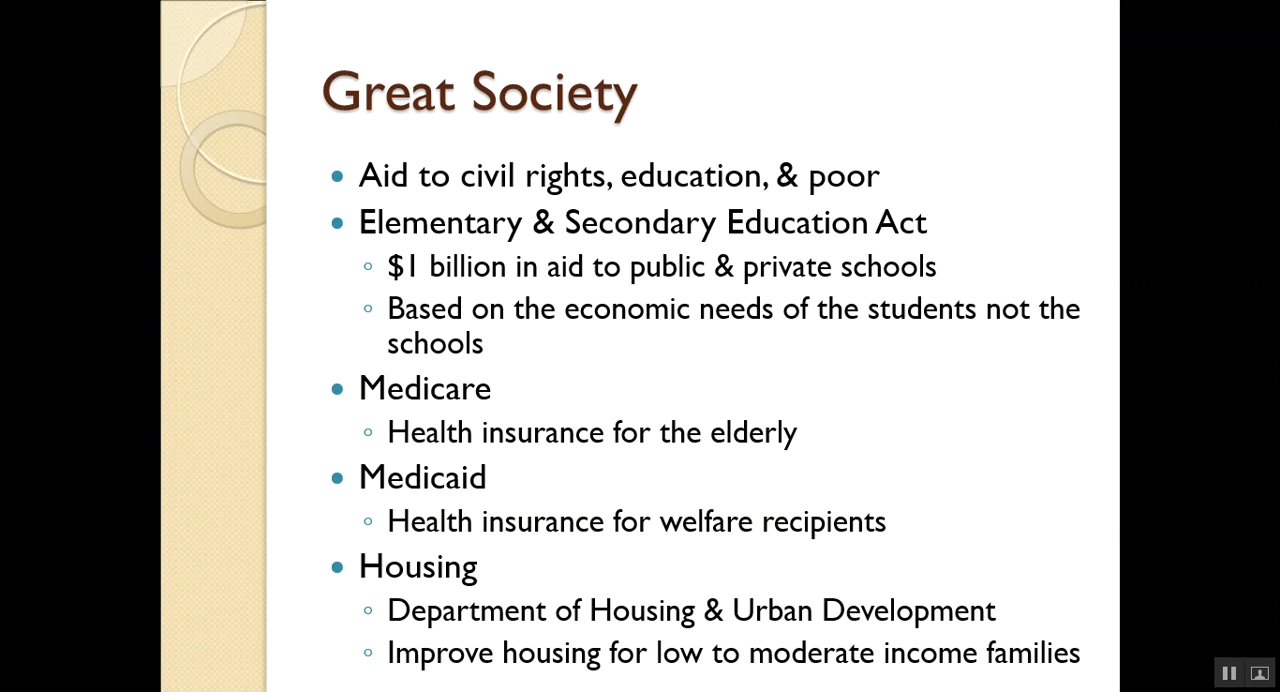 Great Society
Aid to civil rights, education, & poor
Elementary & Secondary Education Act
$1 billion in aid to public & private schools
Based on the economic needs of the students not the
schools
Medicare
Health insurance for the elderly
Medicaid
Health insurance for welfare recipients
Housing
Department of Housing & Urban Development
Improve housing for low to moderate income families